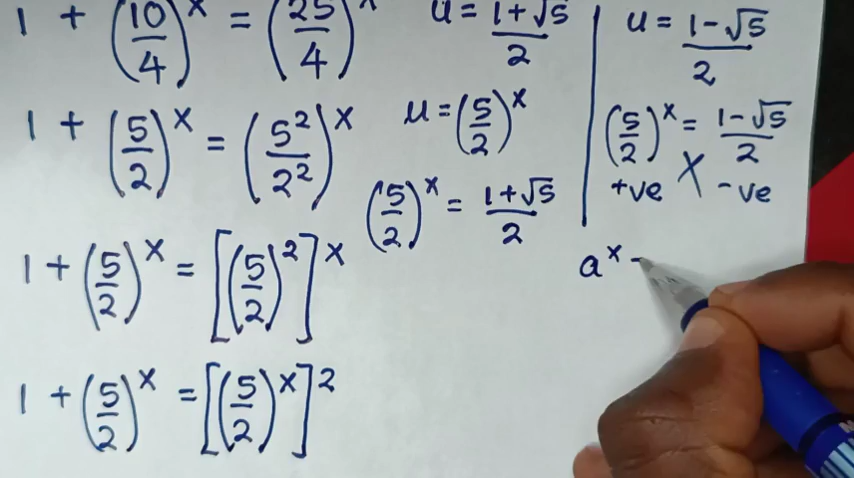 1 + (10/4)^x = (25/4)^x
1 + (5/2)^x = (5²/2²)^x
1 + (5/2)^x = [(5/2)²]^x
1 + (5/2)^x = [(5/2)^x]²
u = (1+√5)/2
u = (5/2)^x
(5/2)^x = (1+√5)/2
u = (1-√5)/2
(5/2)^x = (1-√5)/2
+ve X -ve
a^x -